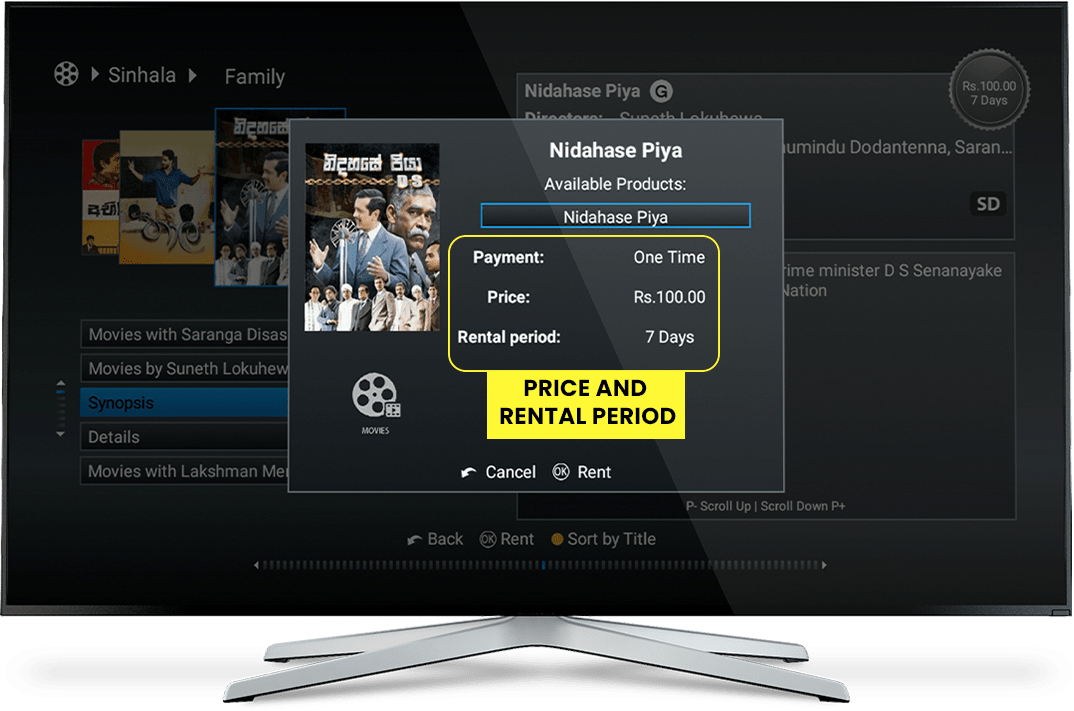 Sinhala
Family
Nidahase Piya G
Rs.100.00
7 Days
Directors: Suneth Lokuhewa
umindu Dodantenna, Saran...
SD
rime minister D S Senanayake
Nation
නිදහසේ
Movies with Saranga Disas
Movies by Suneth Lokuhew
Synopsis
Details
Movies with Lakshman Me
නිදහසේ පියා
DS
Nidahase Piya
Available Products:
Nidahase Piya
Payment: One Time
Price: Rs.100.00
Rental period: 7 Days
PRICE AND
RENTAL PERIOD
MOVIES
Cancel OK Rent
P- Scroll Up | Scroll Down P+
Back OK Rent Sort by Title